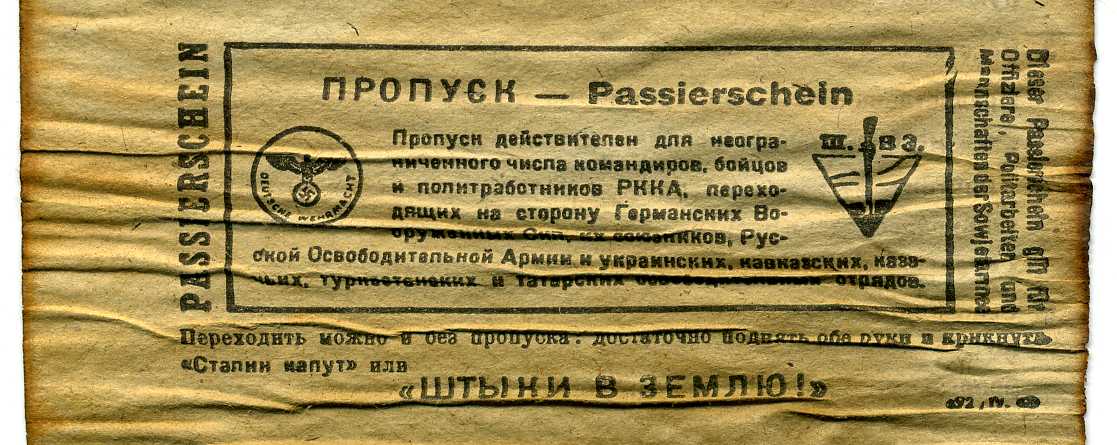 PASSIERSCHEIN
ПРОПУСК — Passierschein
DEUTSCHE WEHRMACHT
Пропуск действителен для неогра-
ниченного числа командиров, бойцов
и политработников РККА, перехо-
дящих на сторону Германских Во-
оруженных Сил, их союзников, Рус-
ской Освободительной Армии и украинских, кавказских, каза-
чьих, туркестанских и татарских освободительных отрядов.
Ш. В З.
Dieser Passierschein gilt für
Offiziere, Politarbeiter und
Mannschaften der Sowjetarmee
Переходить можно и без пропуска: достаточно поднять обе руки и крикнуть
«Сталин капут» или
«ШТЫКИ В ЗЕМЛЮ!»